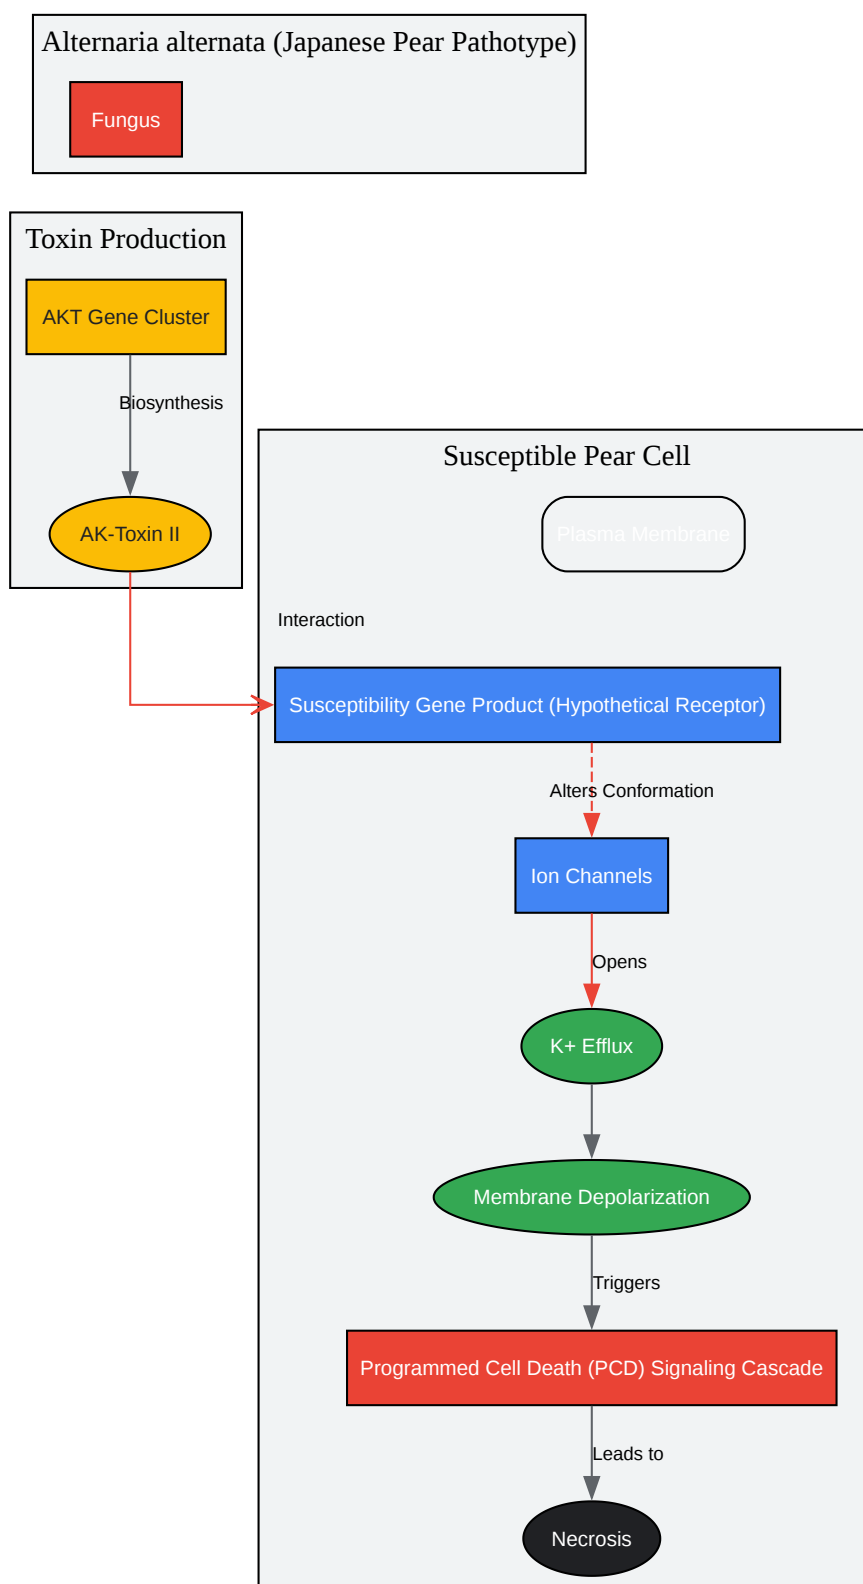 Alternaria alternata (Japanese Pear Pathotype)
Fungus
Toxin Production
AKT Gene Cluster
Biosynthesis
AK-Toxin II
Susceptible Pear Cell
Plasma Membrane
Interaction
Susceptibility Gene Product (Hypothetical Receptor)
Alters Conformation
Ion Channels
Opens
K+ Efflux
Membrane Depolarization
Triggers
Programmed Cell Death (PCD) Signaling Cascade
Leads to
Necrosis